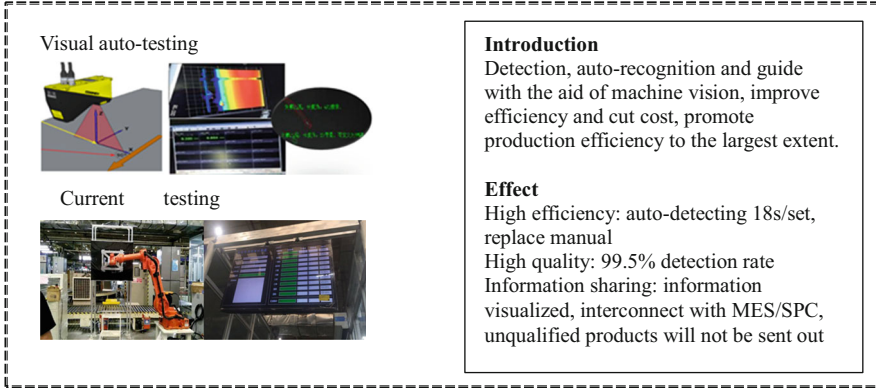 Visual auto-testing
Current testing
Introduction
Detection, auto-recognition and guide
with the aid of machine vision, improve
efficiency and cut cost, promote
production efficiency to the largest extent.
Effect
High efficiency: auto-detecting 18s/set,
replace manual
High quality: 99.5% detection rate
Information sharing: information
visualized, interconnect with MES/SPC,
unqualified products will not be sent out